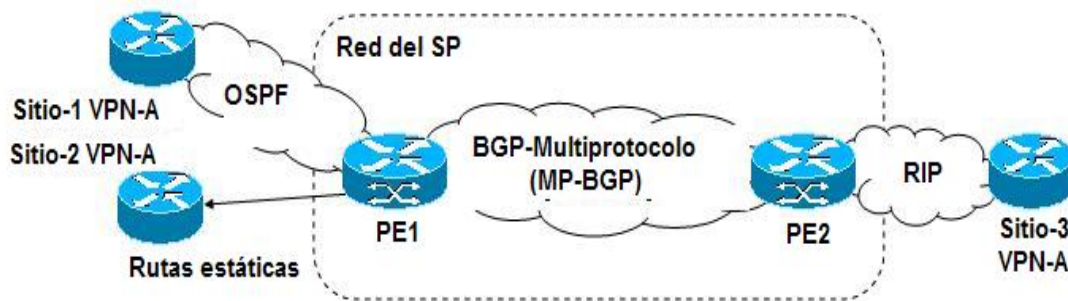 Red del SP
OSPF
Sitio-1 VPN-A
Sitio-2 VPN-A
BGP-Multiprotocolo
(MP-BGP)
RIP
PE1
PE2
Sitio-3
VPN-A
Rutas estáticas